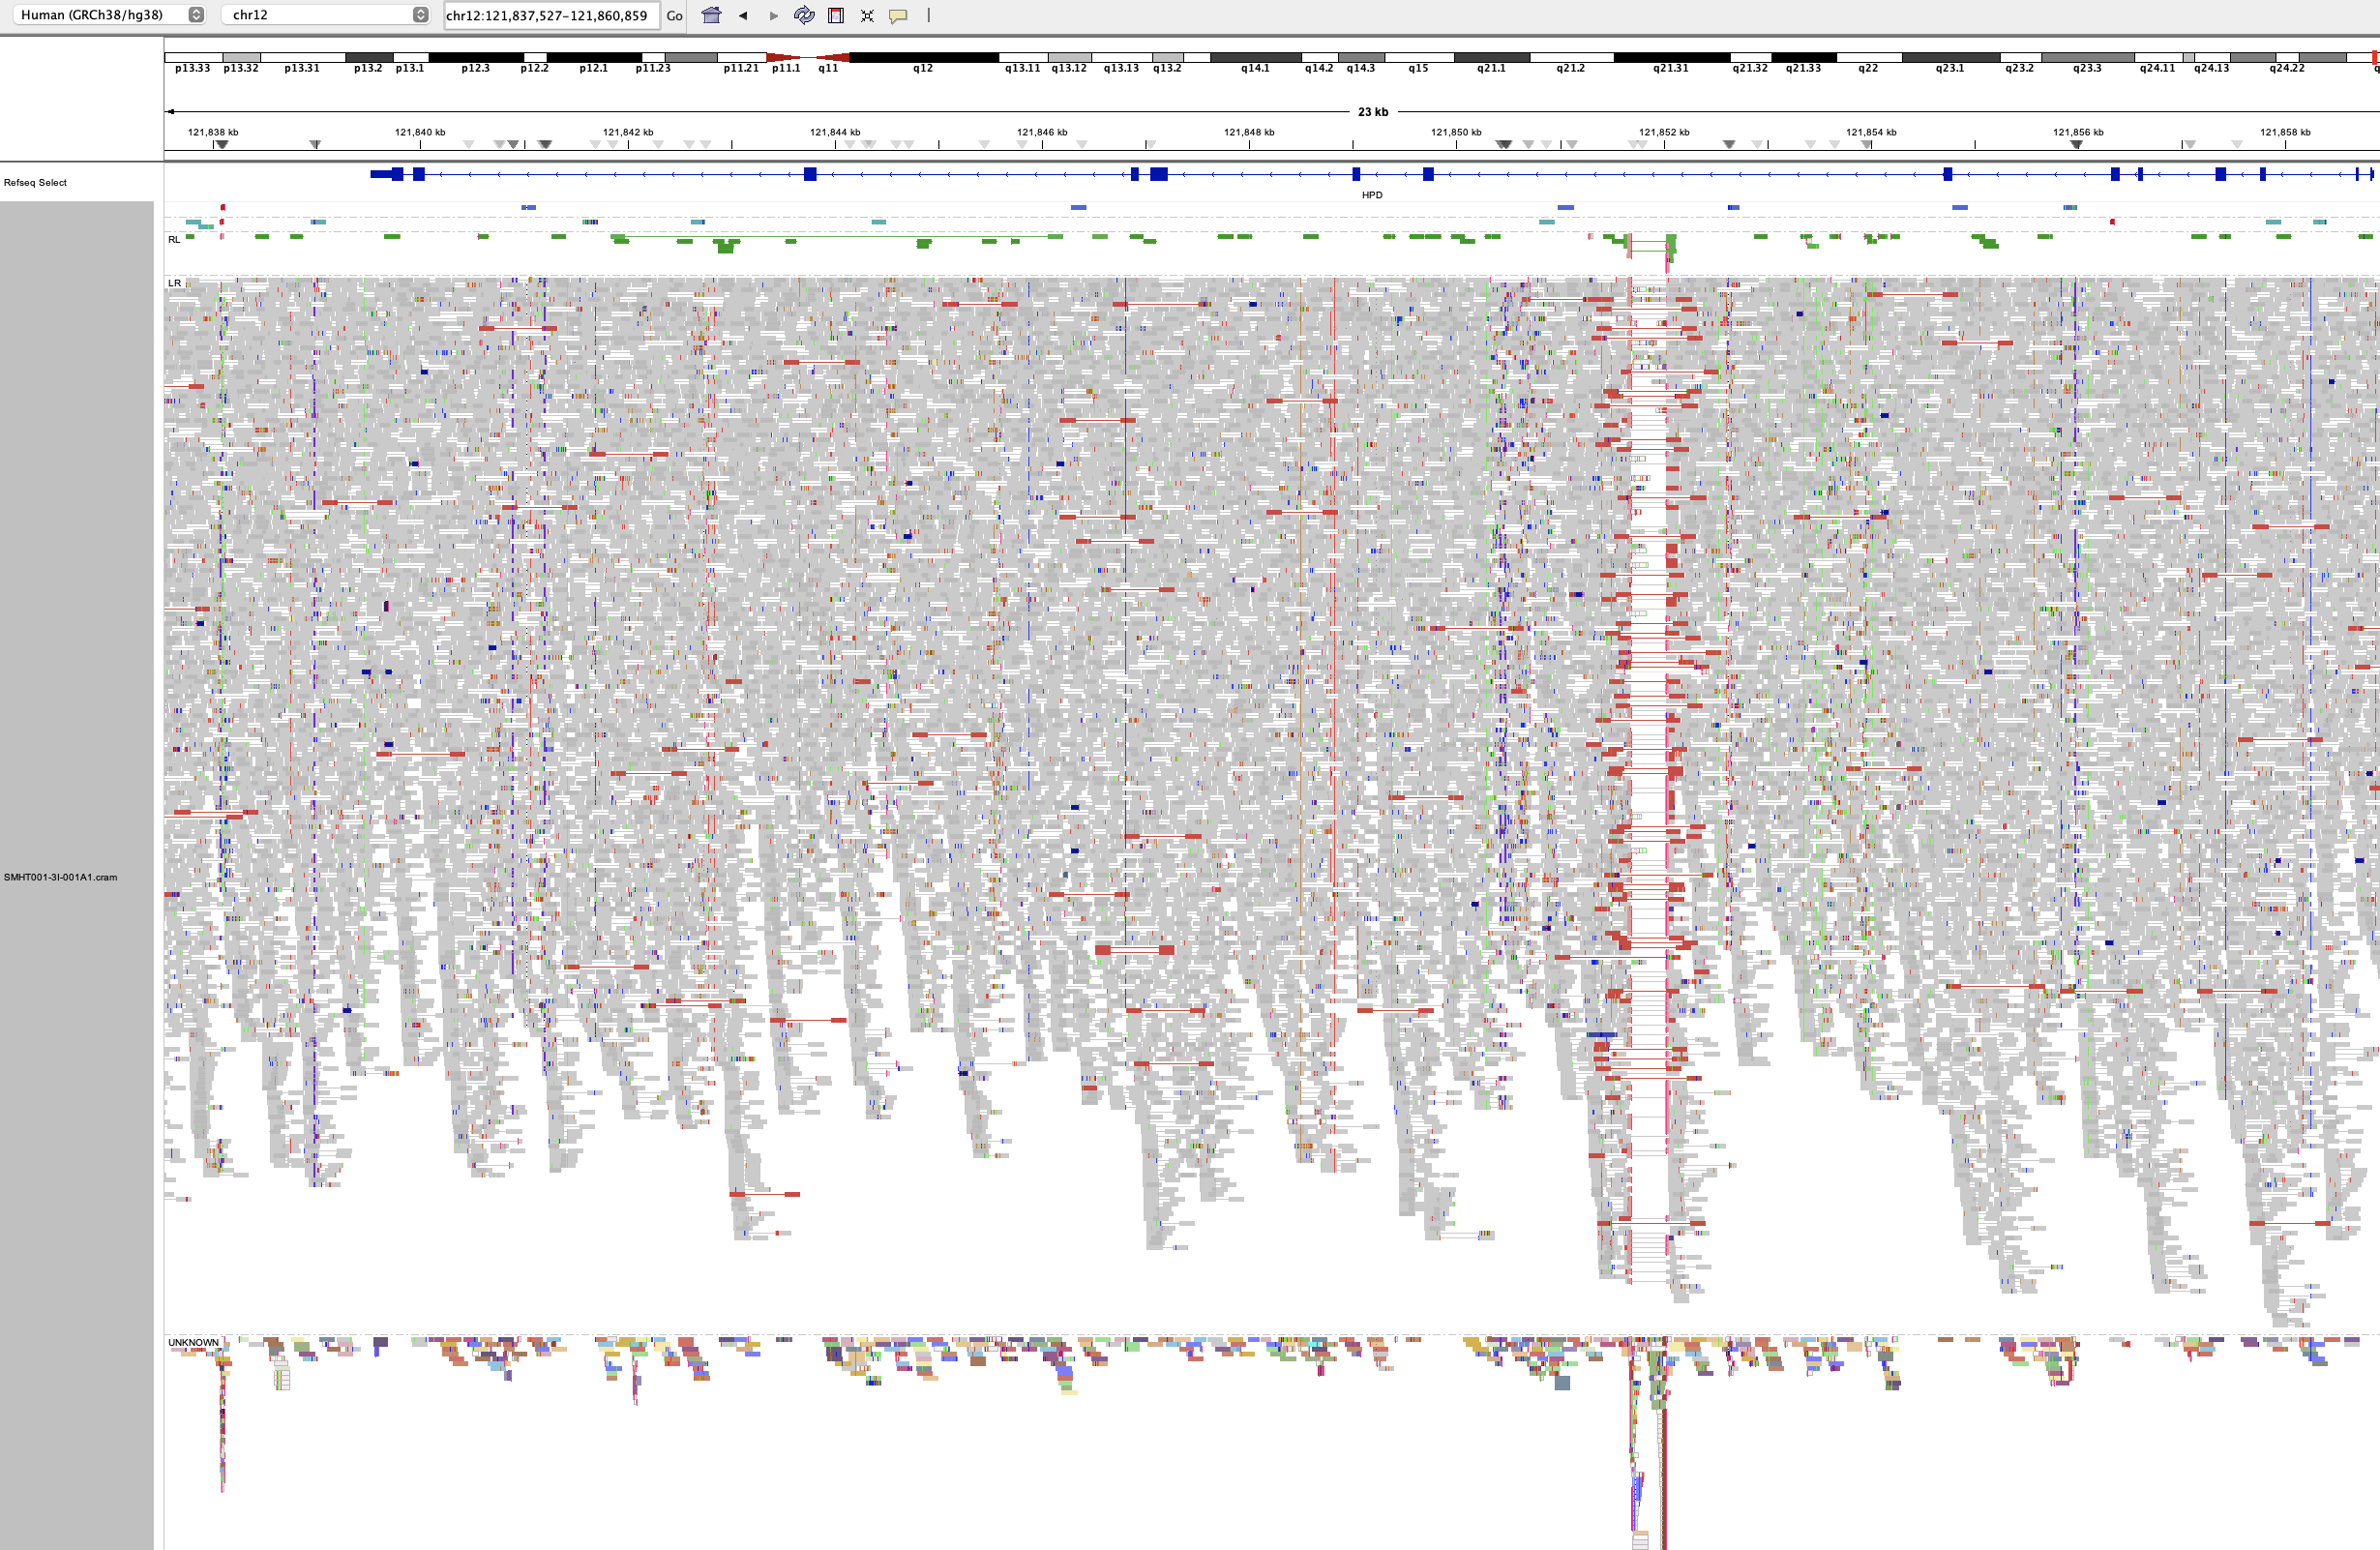 Human (GRCh38/hg38) chr12 chr12:121,837,527-121,860,859 Go
p13.33 p13.32 p13.31 p13.2 p13.1 p12.3 p12.2 p12.1 p11.23 p11.21 p11.1 q11 q12 q13.11 q13.12 q13.13 q13.2 q14.1 q14.2 q14.3 q15 q21.1 q21.2 q21.31 q21.32 q21.33 q22 q23.1 q23.2 q23.3 q24.11 q24.13 q24.22 q
23 kb
121,838 kb 121,840 kb 121,842 kb 121,844 kb 121,846 kb 121,848 kb 121,850 kb 121,852 kb 121,854 kb 121,856 kb 121,858 kb
Refseq Select
HPD
RL
LR
SMHT001-3I-001A1.cram
UNKNOWN